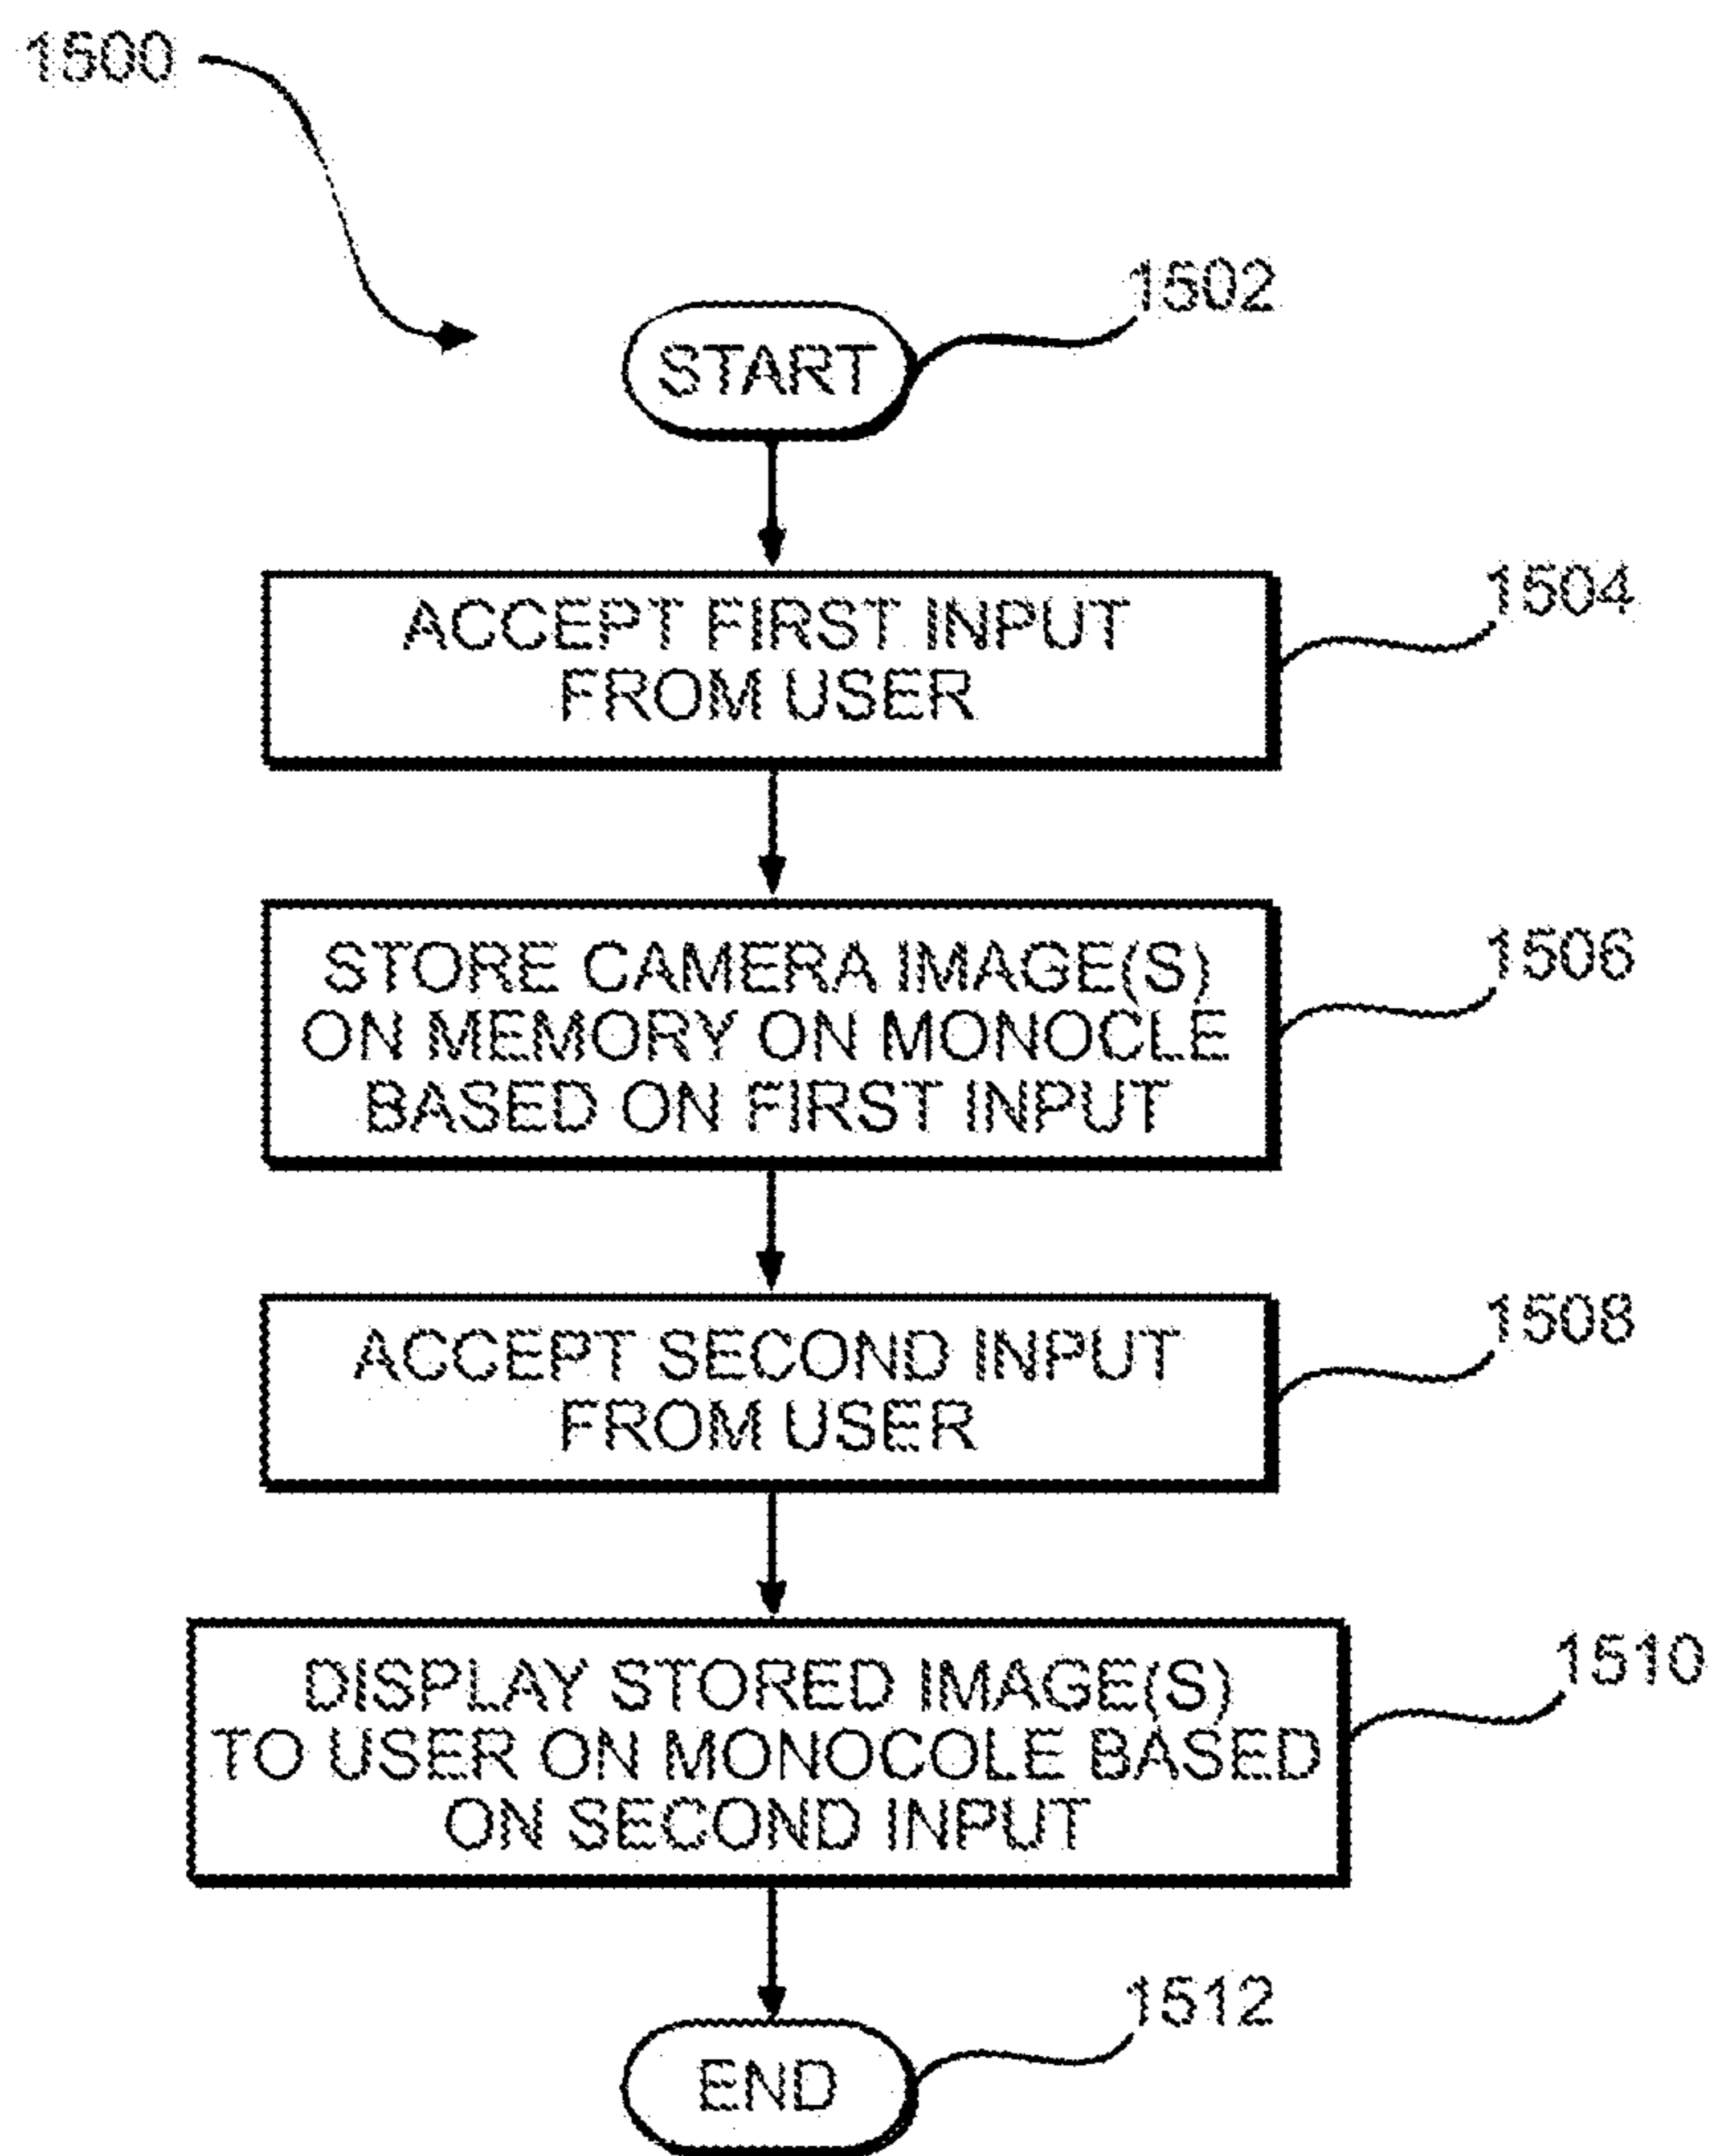 1500
1502
START
1504
ACCEPT FIRST INPUT
FROM USER
1506
STORE CAMERA IMAGE(S)
ON MEMORY ON MONOCLE
BASED ON FIRST INPUT
1508
ACCEPT SECOND INPUT
FROM USER
1510
DISPLAY STORED IMAGE(S)
TO USER ON MONOCOLE BASED
ON SECOND INPUT
1512
END